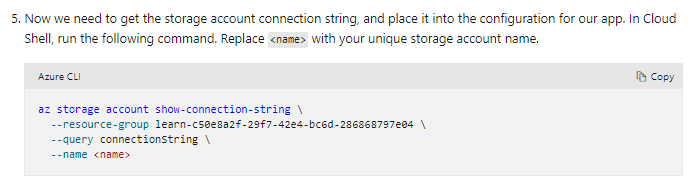 5. Now we need to get the storage account connection string, and place it into the configuration for our app. In Cloud
Shell, run the following command. Replace <name> with your unique storage account name.
Azure CLI
Copy
az storage account show-connection-string \
--resource-group learn-c50e8a2f-29f7-42e4-bc6d-286868797e04 \
--query connectionString \
--name <name>